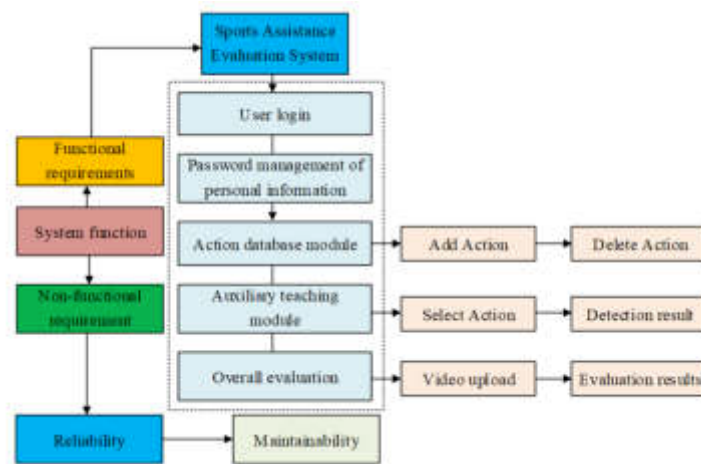 Sports Assistance
Evaluation System
User login
Functional
requirements
Password management of
personal information
System function
Action database module
Add Action
Delete Action
Non-functional
requirement
Auxiliary teaching
module
Select Action
Detection result
Overall evaluation
Video upload
Evaluation results
Reliability
Maintainability